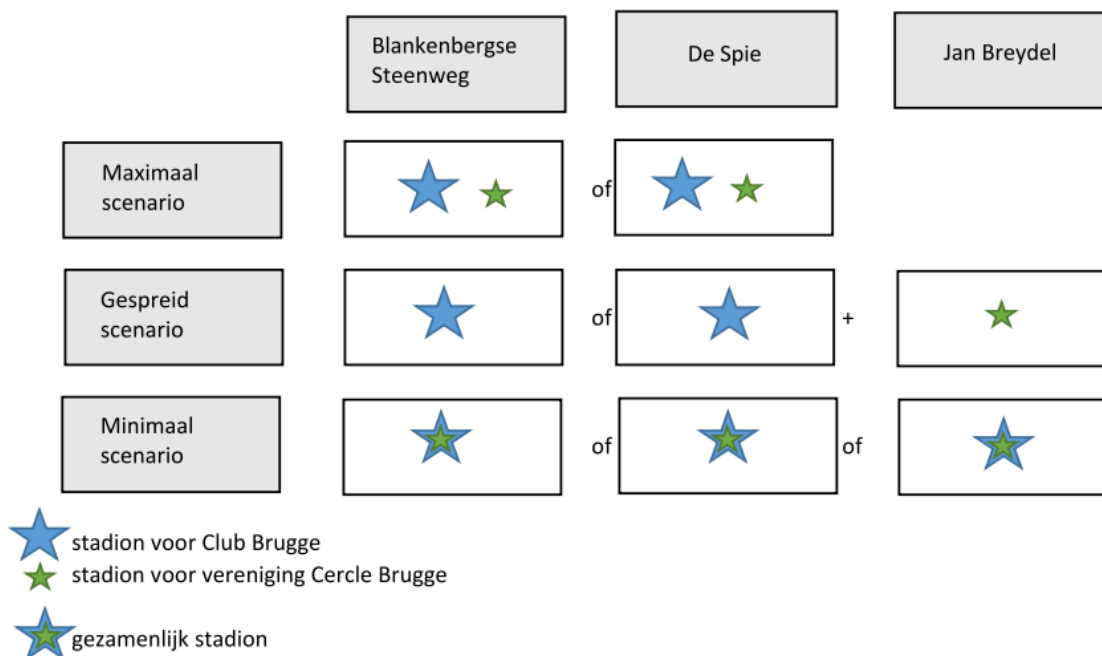 Blankenbergse
Steenweg
De Spie
Jan Breydel
Maximaal
scenario
of
Gespreid
scenario
of
+
Minimaal
scenario
of
of
stadion voor Club Brugge
stadion voor vereniging Cercle Brugge
gezamenlijk stadion